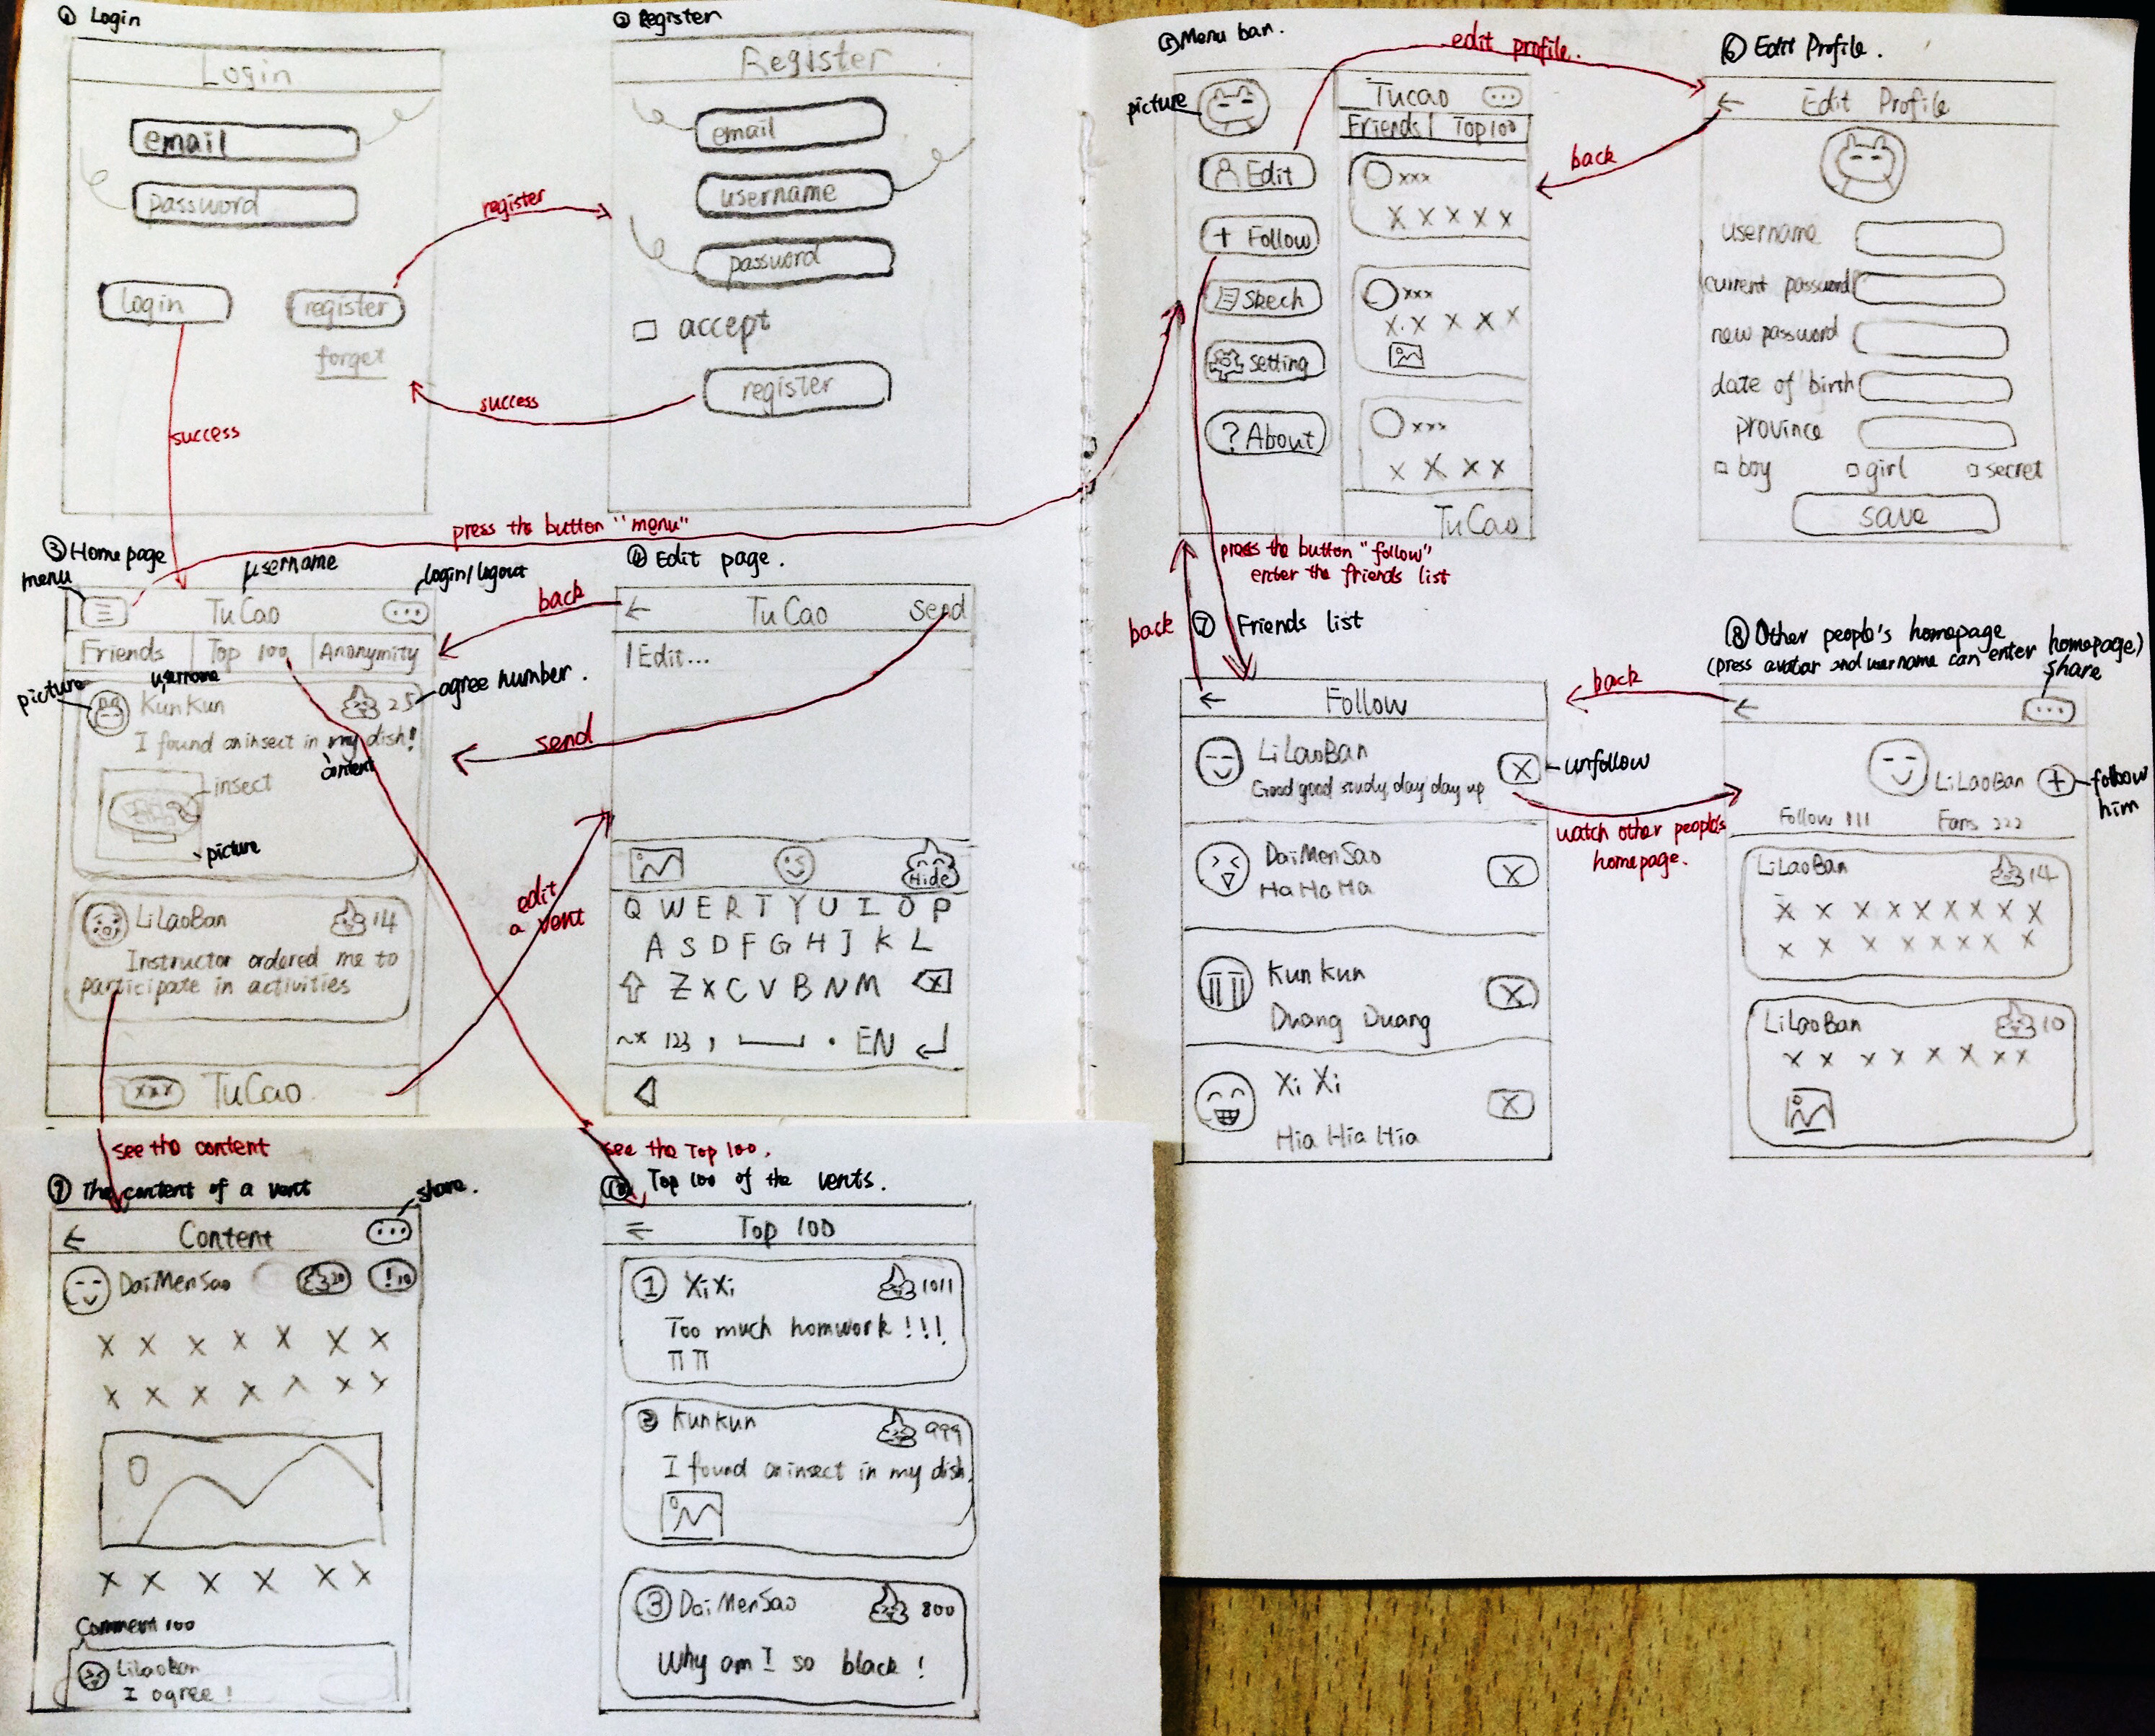 ① Login
Login
email
password
login
register
forget
register
success
② Register
Register
email
username
password
accept
register
success
③ Home page
menu
username
login/logout
TuCao
Friends
Top 100
Anonymity
picture
username
KunKun
25
agree number.
I found an insect in my dish!
content
insect
picture
LiLaoBan
14
Instructor ordered me to
participate in activities
xxx
TuCao
press the button "menu"
④ Edit page.
back
TuCao
send
Edit...
send
edit
a vent
Hide
Q W E R T Y U I O P
A S D F G H J K L
Z X C V B N M
123 , . EN
⑤ Menu bar.
picture
Edit
+ Follow
Skech
setting
? About
Tucao
Friends
Top100
xxx
X X X X X
xxx
X X X X X
xxx
X X X X
TuCao
edit profile.
back
⑥ Edit Profile.
Edit Profile
username
current password
new password
date of birth
province
boy
girl
secret
save
press the button "follow"
enter the friends list
back
⑦ Friends list
Follow
LiLaoBan
Good good study, day day up
X
unfollow
DaiMenSao
Ha Ha Ha
X
Kun kun
Duang Duang
X
Xi Xi
Hia Hia Hia
X
back
watch other people's
homepage.
⑧ Other people's homepage
(press avatar and username can enter homepage)
share
LiLaoBan
+
follow
him
Follow 111
Fans 222
LiLaoBan
14
X X X X X X X X
X X X X X X X
LiLaoBan
10
X X X X X X X X
see the content
⑨ The content of a vent
share.
Content
DaiMenSao
20
! 10
X X X X X X X
X X X X X X X
X X X X X X
Comment 100
LiLaoBan
I agree!
see the Top 100.
⑩ Top 100 of the vents.
Top 100
① XiXi
1011
Too much homwork !!!
TT TT
② KunKun
999
I found an insect in my dish.
③ DaiMenSao
800
Why am I so black !